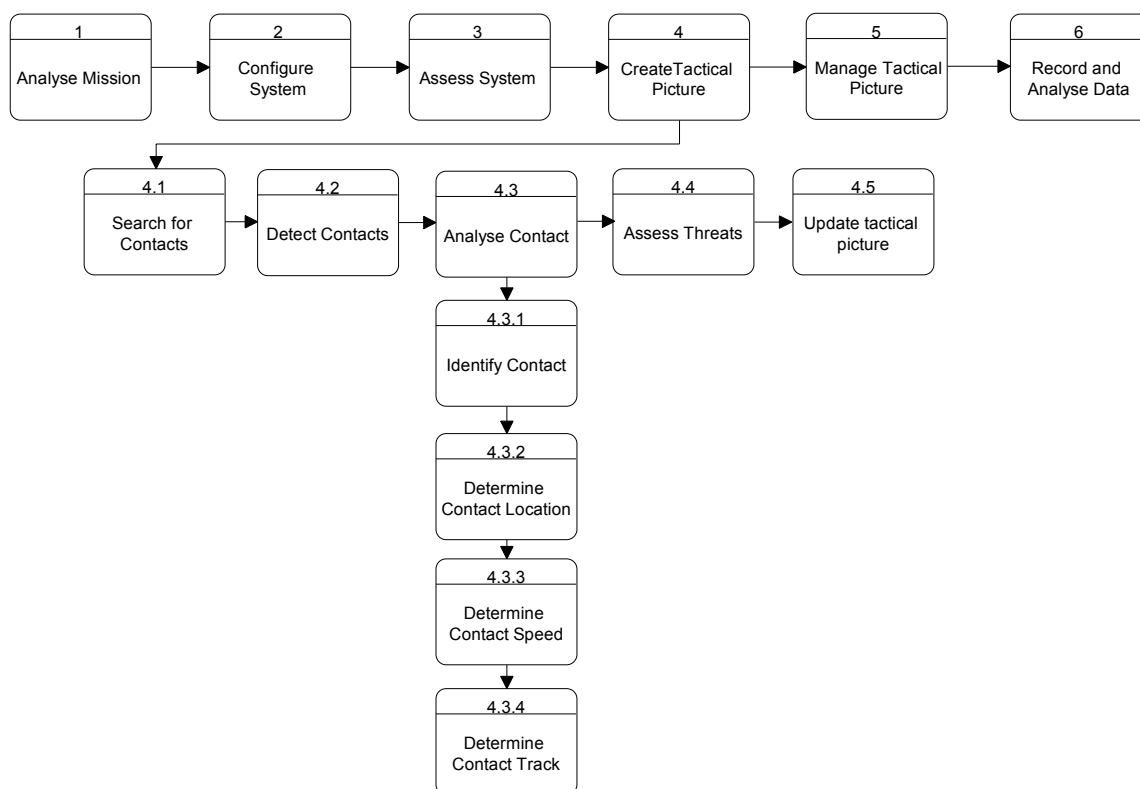 1
Analyse Mission
2
Configure
System
3
Assess System
4
CreateTactical
Picture
5
Manage Tactical
Picture
6
Record and
Analyse Data
4.1
Search for
Contacts
4.2
Detect Contacts
4.3
Analyse Contact
4.4
Assess Threats
4.5
Update tactical
picture
4.3.1
Identify Contact
4.3.2
Determine
Contact Location
4.3.3
Determine
Contact Speed
4.3.4
Determine
Contact Track